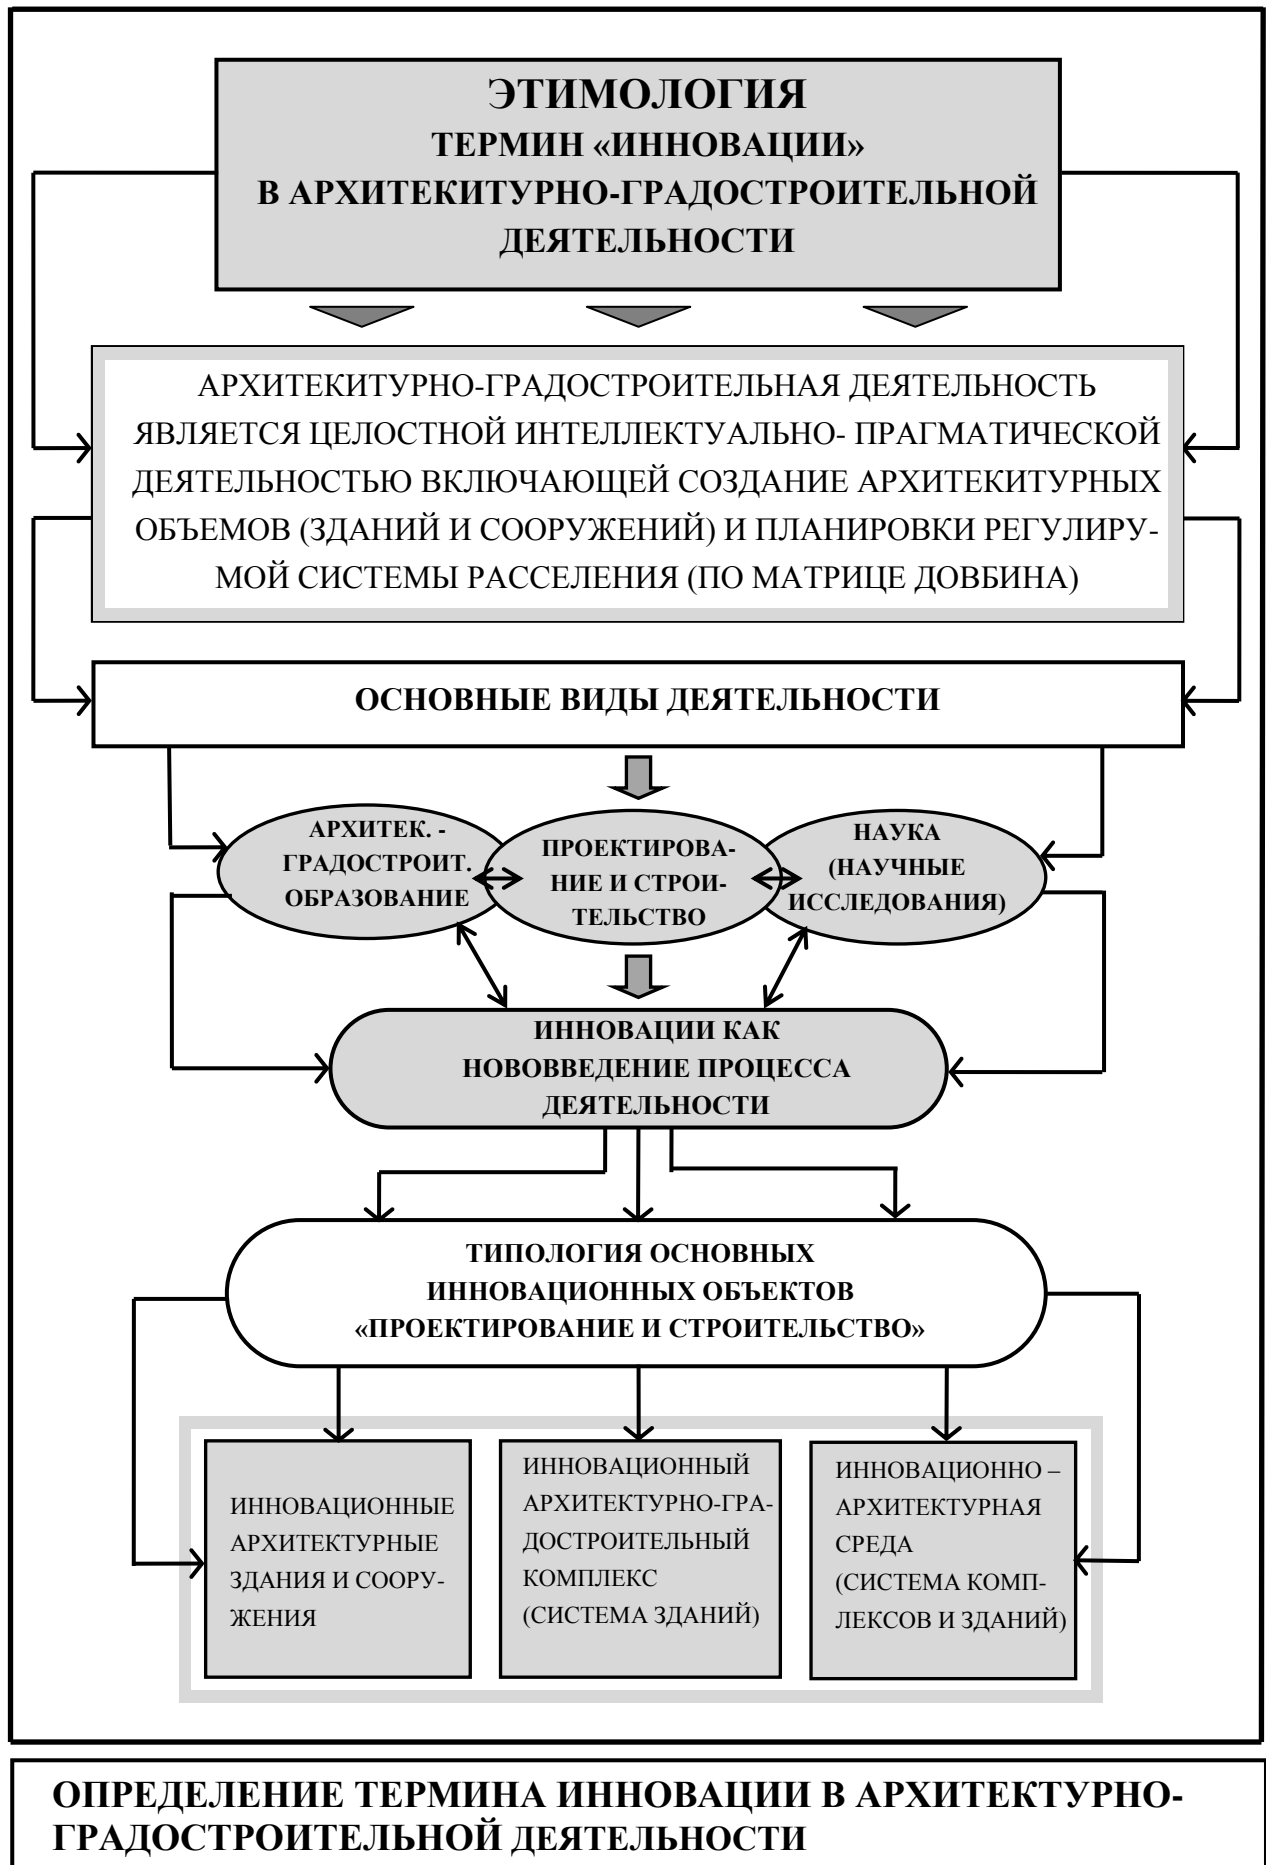 ЭТИМОЛОГИЯ
ТЕРМИН «ИННОВАЦИИ»
В АРХИТЕКИТУРНО-ГРАДОСТРОИТЕЛЬНОЙ
ДЕЯТЕЛЬНОСТИ
АРХИТЕКИТУРНО-ГРАДОСТРОИТЕЛЬНАЯ ДЕЯТЕЛЬНОСТЬ
ЯВЛЯЕТСЯ ЦЕЛОСТНОЙ ИНТЕЛЛЕКТУАЛЬНО- ПРАГМАТИЧЕСКОЙ
ДЕЯТЕЛЬНОСТЬЮ ВКЛЮЧАЮЩЕЙ СОЗДАНИЕ АРХИТЕКИТУРНЫХ
ОБЪЕМОВ (ЗДАНИЙ И СООРУЖЕНИЙ) И ПЛАНИРОВКИ РЕГУЛИРУ-
МОЙ СИСТЕМЫ РАССЕЛЕНИЯ (ПО МАТРИЦЕ ДОВБИНА)
ОСНОВНЫЕ ВИДЫ ДЕЯТЕЛЬНОСТИ
АРХИТЕК. -
ГРАДОСТРОИТ.
ОБРАЗОВАНИЕ
ПРОЕКТИРОВА-
НИЕ И СТРОИ-
ТЕЛЬСТВО
НАУКА
(НАУЧНЫЕ
ИССЛЕДОВАНИЯ)
ИННОВАЦИИ КАК
НОВОВВЕДЕНИЕ ПРОЦЕССА
ДЕЯТЕЛЬНОСТИ
ТИПОЛОГИЯ ОСНОВНЫХ
ИННОВАЦИОННЫХ ОБЪЕКТОВ
«ПРОЕКТИРОВАНИЕ И СТРОИТЕЛЬСТВО»
ИННОВАЦИОННЫЕ
АРХИТЕКТУРНЫЕ
ЗДАНИЯ И СООРУ-
ЖЕНИЯ
ИННОВАЦИОННЫЙ
АРХИТЕКТУРНО-ГРА-
ДОСТРОИТЕЛЬНЫЙ
КОМПЛЕКС
(СИСТЕМА ЗДАНИЙ)
ИННОВАЦИОННО –
АРХИТЕКТУРНАЯ
СРЕДА
(СИСТЕМА КОМП-
ЛЕКСОВ И ЗДАНИЙ)
ОПРЕДЕЛЕНИЕ ТЕРМИНА ИННОВАЦИИ В АРХИТЕКТУРНО-
ГРАДОСТРОИТЕЛЬНОЙ ДЕЯТЕЛЬНОСТИ